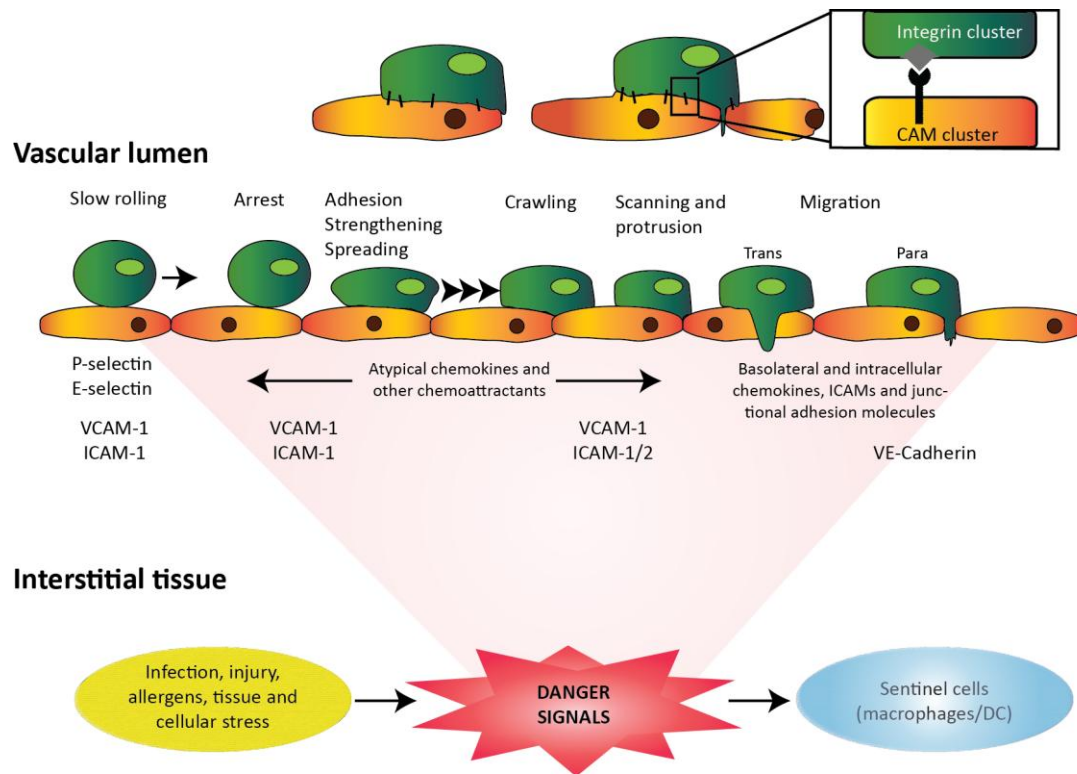 Integrin cluster
CAM cluster
Vascular lumen
Slow rolling
Arrest
Adhesion
Strengthening
Spreading
Crawling
Scanning and
protrusion
Migration
Trans
Para
P-selectin
E-selectin
VCAM-1
ICAM-1
VCAM-1
ICAM-1
Atypical chemokines and
other chemoattractants
VCAM-1
ICAM-1/2
Basolateral and intracellular
chemokines, ICAMs and junc-
tional adhesion molecules
VE-Cadherin
Interstitial tissue
Infection, injury,
allergens, tissue and
cellular stress
DANGER
SIGNALS
Sentinel cells
(macrophages/DC)